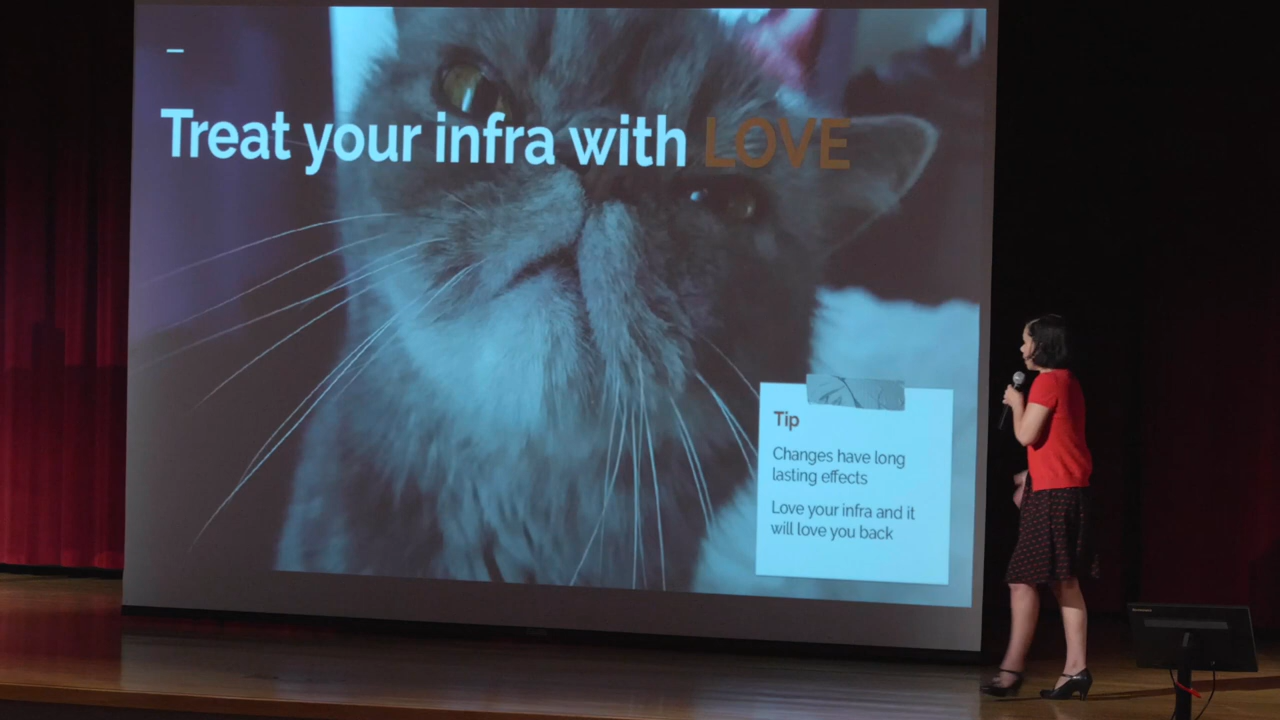 Treat your infra with LOVE
Tip
Changes have long
lasting effects
Love your infra and it
will love you back